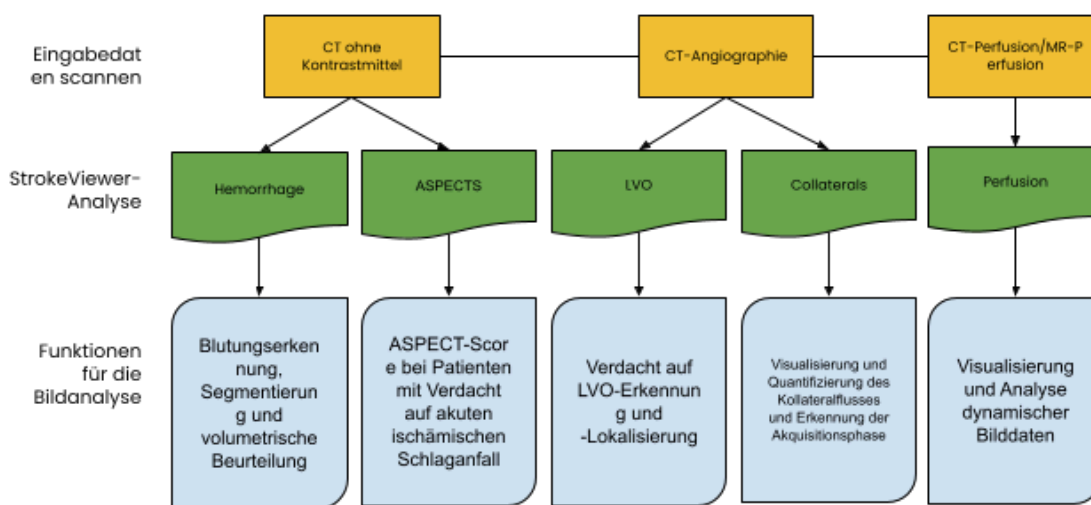 Eingabedat
en scannen
CT ohne
Kontrastmittel
CT-Angiographie
CT-Perfusion/MR-P
erfusion
StrokeViewer-
Analyse
Hemorrhage
ASPECTS
LVO
Collaterals
Perfusion
Funktionen
für die
Bildanalyse
Blutungserken
nung,
Segmentierun
g und
volumetrische
Beurteilung
ASPECT-Scor
e bei Patienten
mit Verdacht
auf akuten
ischämischen
Schlaganfall
Verdacht auf
LVO-Erkennun
g und
-Lokalisierung
Visualisierung und
Quantifizierung des
Kollateralflusses
und Erkennung der
Akquisitionsphase
Visualisierung
und Analyse
dynamischer
Bilddaten